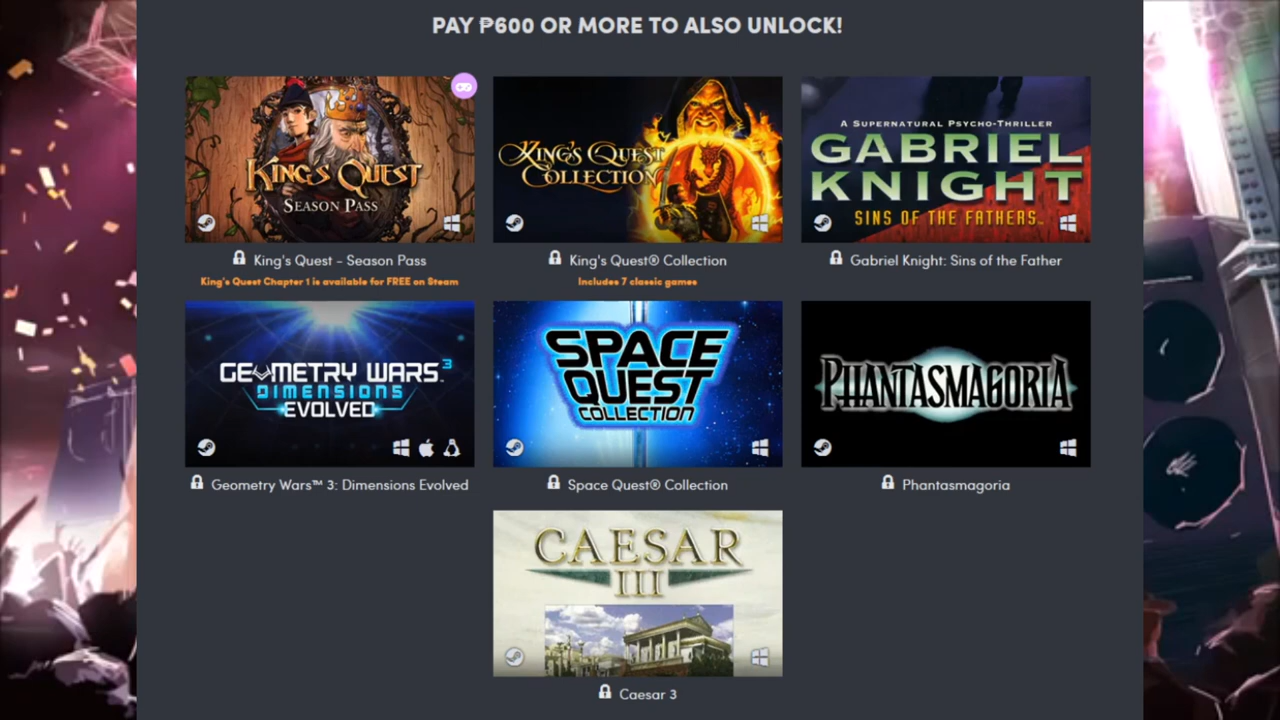 PAY ₱600 OR MORE TO ALSO UNLOCK!
KING'S QUEST
SEASON PASS
KING'S QUEST
COLLECTION
A SUPERNATURAL PSYCHO-THRILLER
GABRIEL
KNIGHT
SINS OF THE FATHERS™
King's Quest - Season Pass
King's Quest® Collection
Gabriel Knight: Sins of the Father
King's Quest Chapter 1 is available for FREE on Steam
Includes 7 classic games
GEOMETRY WARS™ 3
DIMENSIONS
EVOLVED
SPACE
QUEST
COLLECTION
PHANTASMAGORIA
Geometry Wars™ 3: Dimensions Evolved
Space Quest® Collection
Phantasmagoria
CAESAR
III
Caesar 3